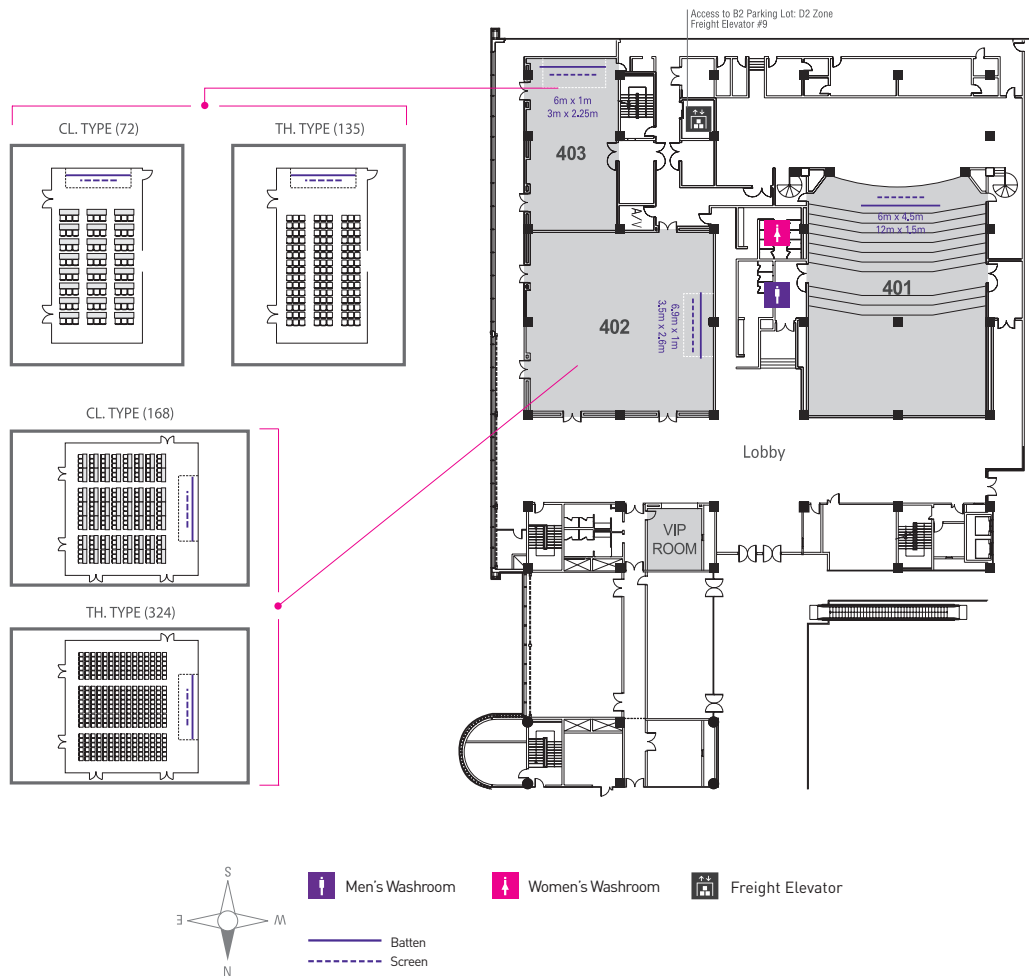 Access to B2 Parking Lot: D2 Zone
Freight Elevator #9
CL. TYPE (72)
TH. TYPE (135)
6m x 1m
3m x 2.25m
403
A/V
6m x 4.5m
12m x 1.5m
401
402
6.9m x 1m
3.5m x 2.6m
CL. TYPE (168)
Lobby
VIP
ROOM
TH. TYPE (324)
S
E
W
N
Men's Washroom
Women's Washroom
Freight Elevator
Batten
Screen